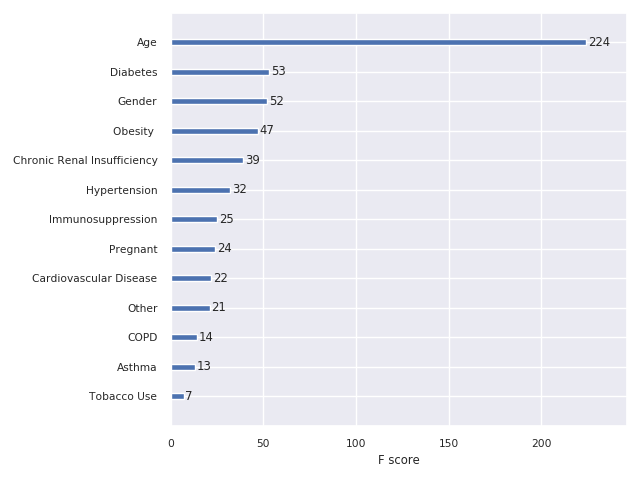 Age 224
Diabetes 53
Gender 52
Obesity 47
Chronic Renal Insufficiency 39
Hypertension 32
Immunosuppression 25
Pregnant 24
Cardiovascular Disease 22
Other 21
COPD 14
Asthma 13
Tobacco Use 7
0 50 100 150 200
F score